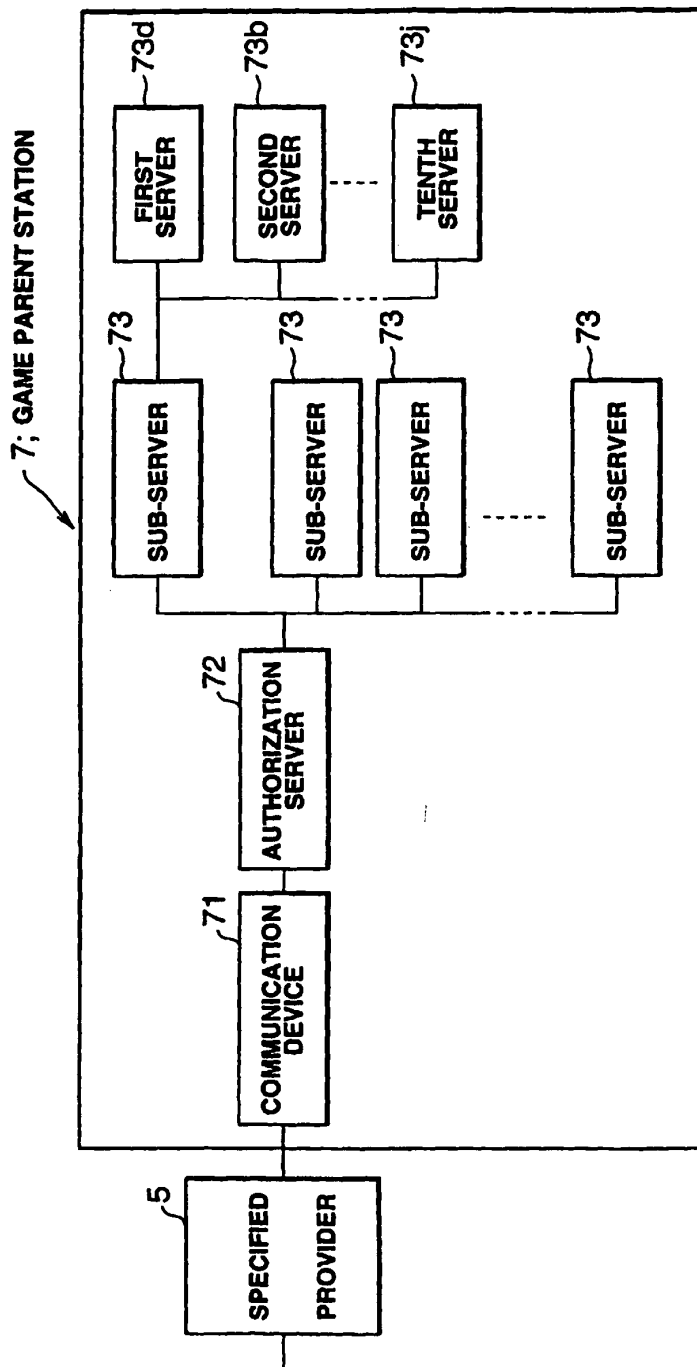 7; GAME PARENT STATION
5
SPECIFIED
PROVIDER
71
COMMUNICATION
DEVICE
72
AUTHORIZATION
SERVER
73
SUB-SERVER
73
SUB-SERVER
73
SUB-SERVER
73
SUB-SERVER
73d
FIRST
SERVER
73b
SECOND
SERVER
73j
TENTH
SERVER